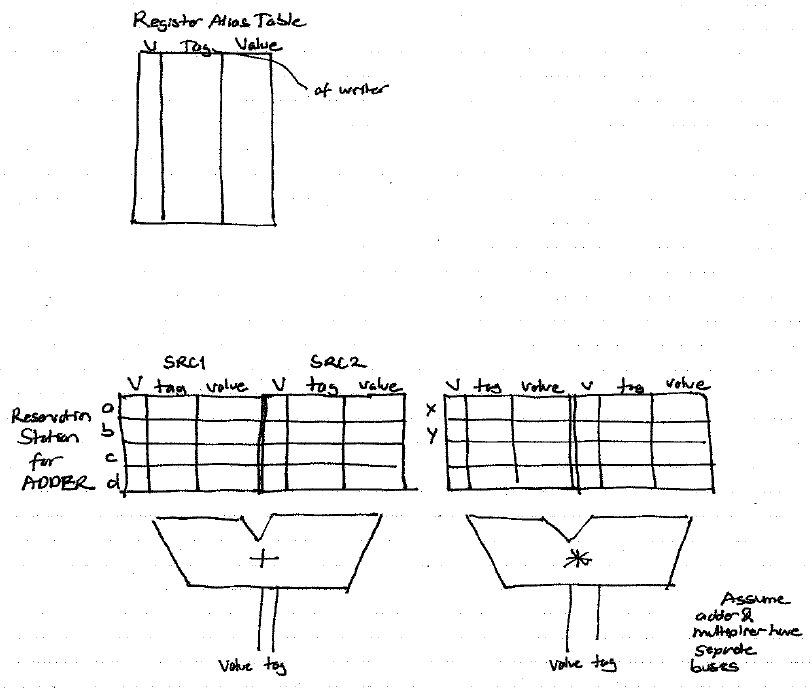 Register Alias Table
V Tag Value
of writer
SRC1 SRC2
V tag value V tag value V tag value V tag value
Reservation
Station
for
ADDER
a
b
c
d
x
y
+
*
Assume
adder &
multiplier have
separate
buses
Value tag
Value tag